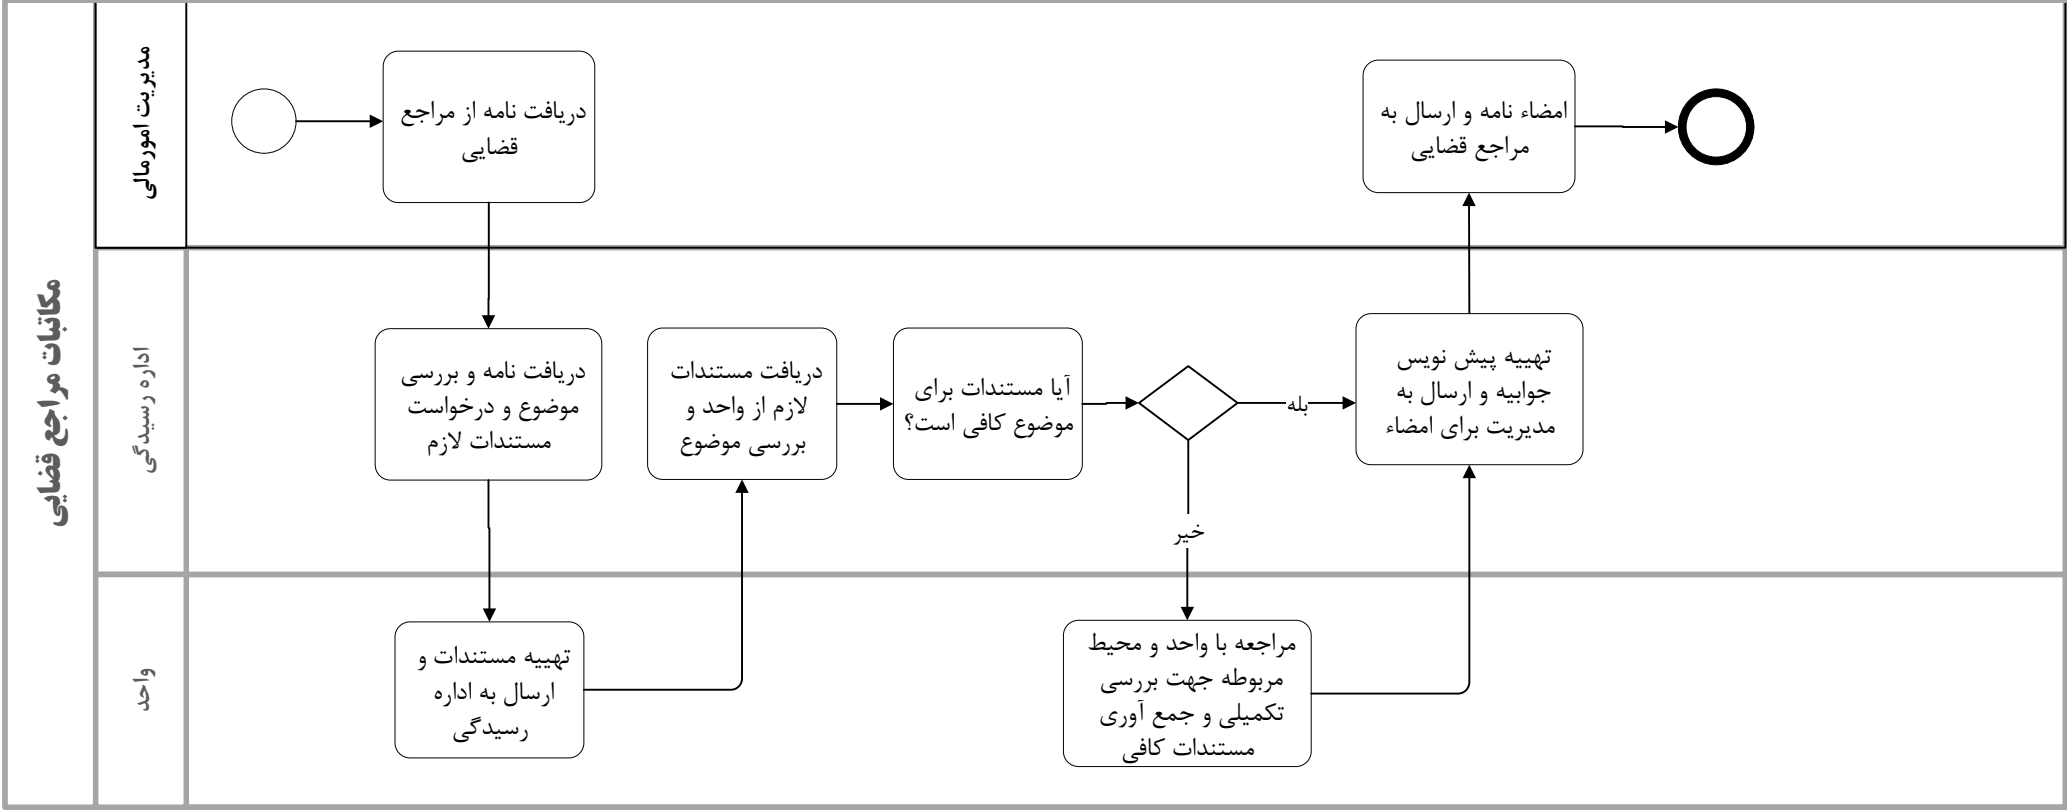 مکاتبات مراجع قضایی
مدیریت امورمالی
دریافت نامه از مراجع
قضایی
امضاء نامه و ارسال به
مراجع قضایی
اداره رسیدگی
دریافت نامه و بررسی
موضوع و درخواست
مستندات لازم
دریافت مستندات
لازم از واحد و
بررسی موضوع
آیا مستندات برای
موضوع کافی است؟
بله
خیر
تهییه پیش نویس
جوابیه و ارسال به
مدیریت برای امضاء
واحد
تهییه مستندات و
ارسال به اداره
رسیدگی
مراجعه با واحد و محیط
مربوطه جهت بررسی
تکمیلی و جمع آوری
مستندات کافی